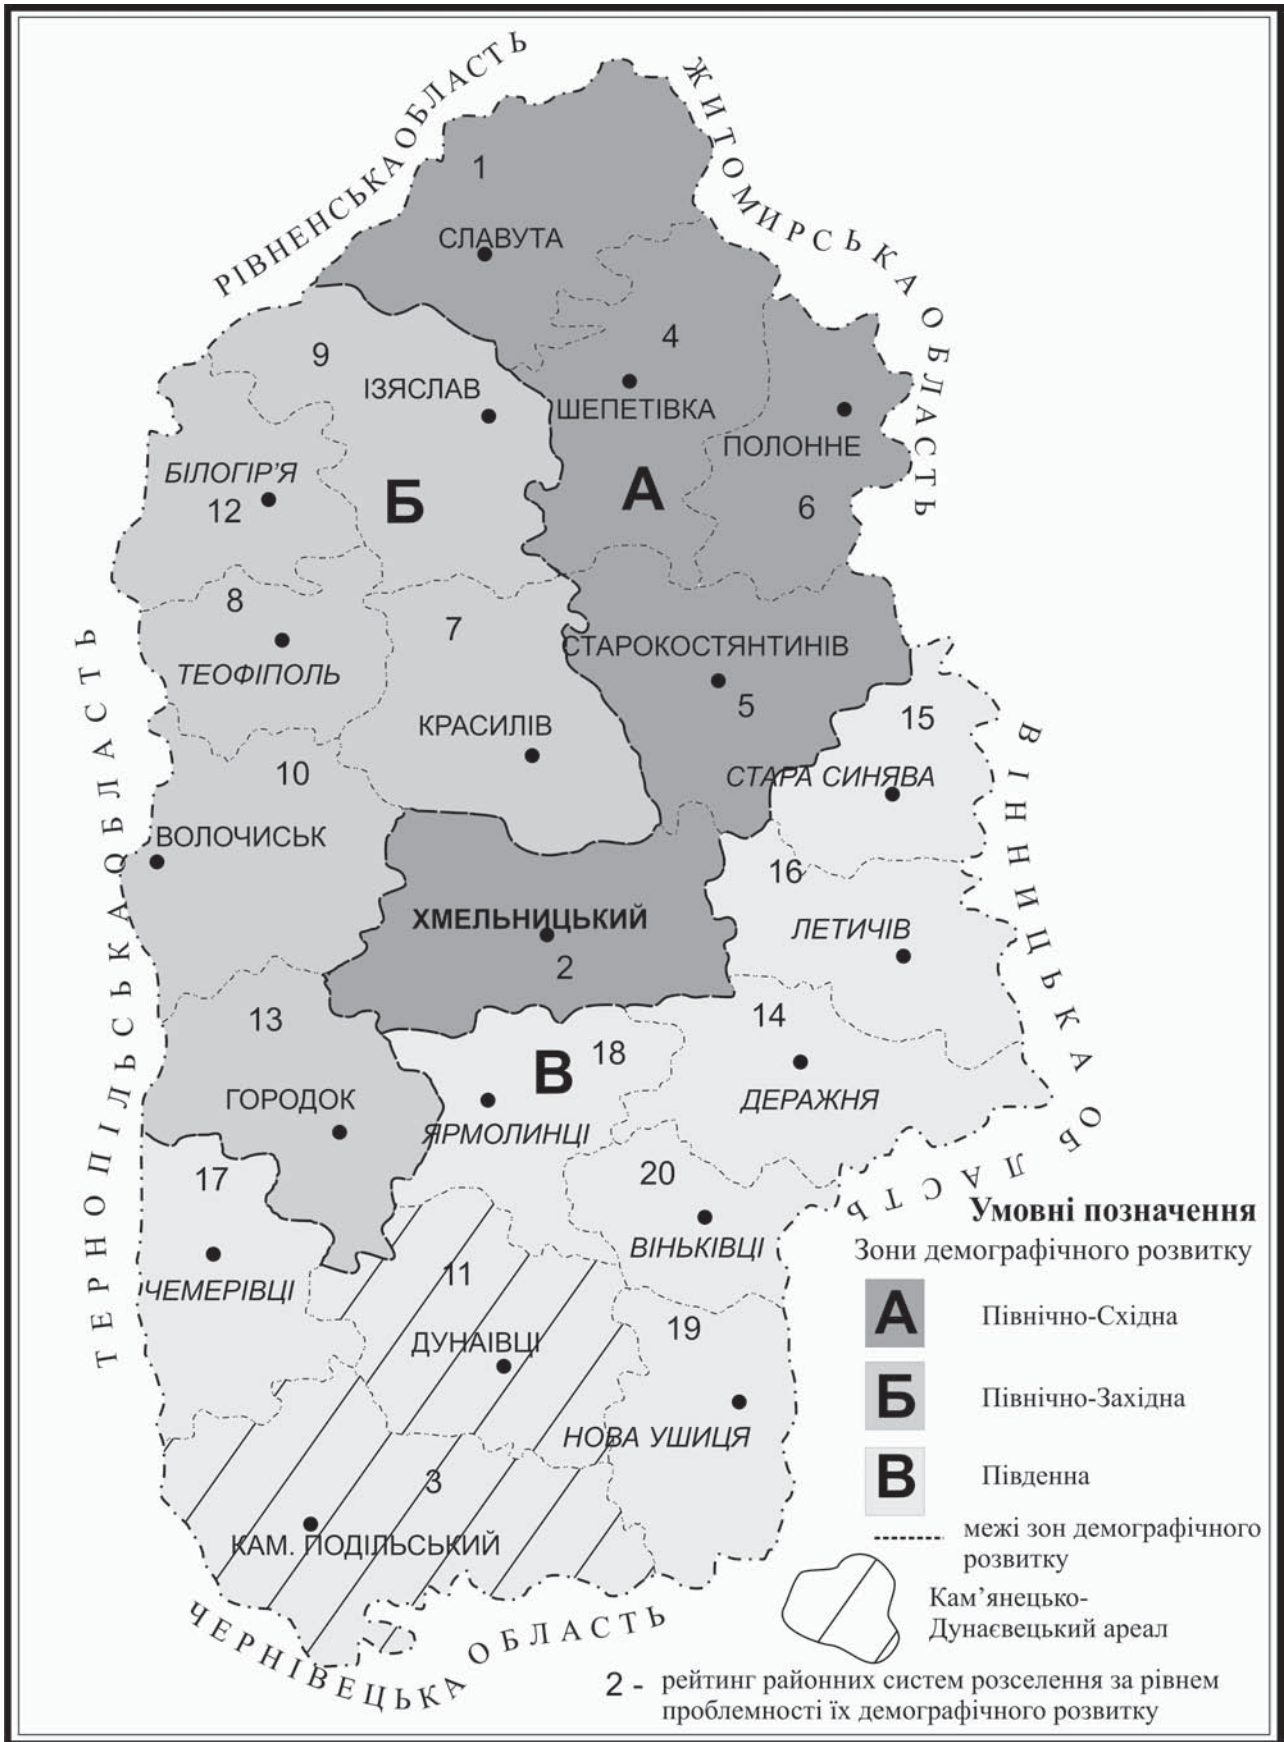 РІВНЕНСЬКА ОБЛАСТЬ
ЖИТОМИРСЬКА ОБЛАСТЬ
1
СЛАВУТА
4
ШЕПЕТІВКА
9
ІЗЯСЛАВ
ПОЛОННЕ
6
БІЛОГІР’Я
12
Б
А
8
ТЕОФІПОЛЬ
7
КРАСИЛІВ
СТАРОКОСТЯНТИНІВ
5
15
СТАРА СИНЯВА
10
ВОЛОЧИСЬК
16
ЛЕТИЧІВ
ХМЕЛЬНИЦЬКИЙ
2
ТЕРНОПІЛЬСЬКА ОБЛАСТЬ
ВІННИЦЬКА ОБЛАСТЬ
13
ГОРОДОК
В
18
ЯРМОЛИНЦІ
14
ДЕРАЖНЯ
17
ЧЕМЕРІВЦІ
20
ВІНЬКІВЦІ
11
ДУНАЇВЦІ
19
НОВА УШИЦЯ
3
КАМ. ПОДІЛЬСЬКИЙ
ЧЕРНІВЕЦЬКА ОБЛАСТЬ
Умовні позначення
Зони демографічного розвитку
А Північно-Східна
Б Північно-Західна
В Південна
межі зон демографічного
розвитку
Кам’янецько-
Дунаєвецький ареал
2 - рейтинг районних систем розселення за рівнем
проблемності їх демографічного розвитку